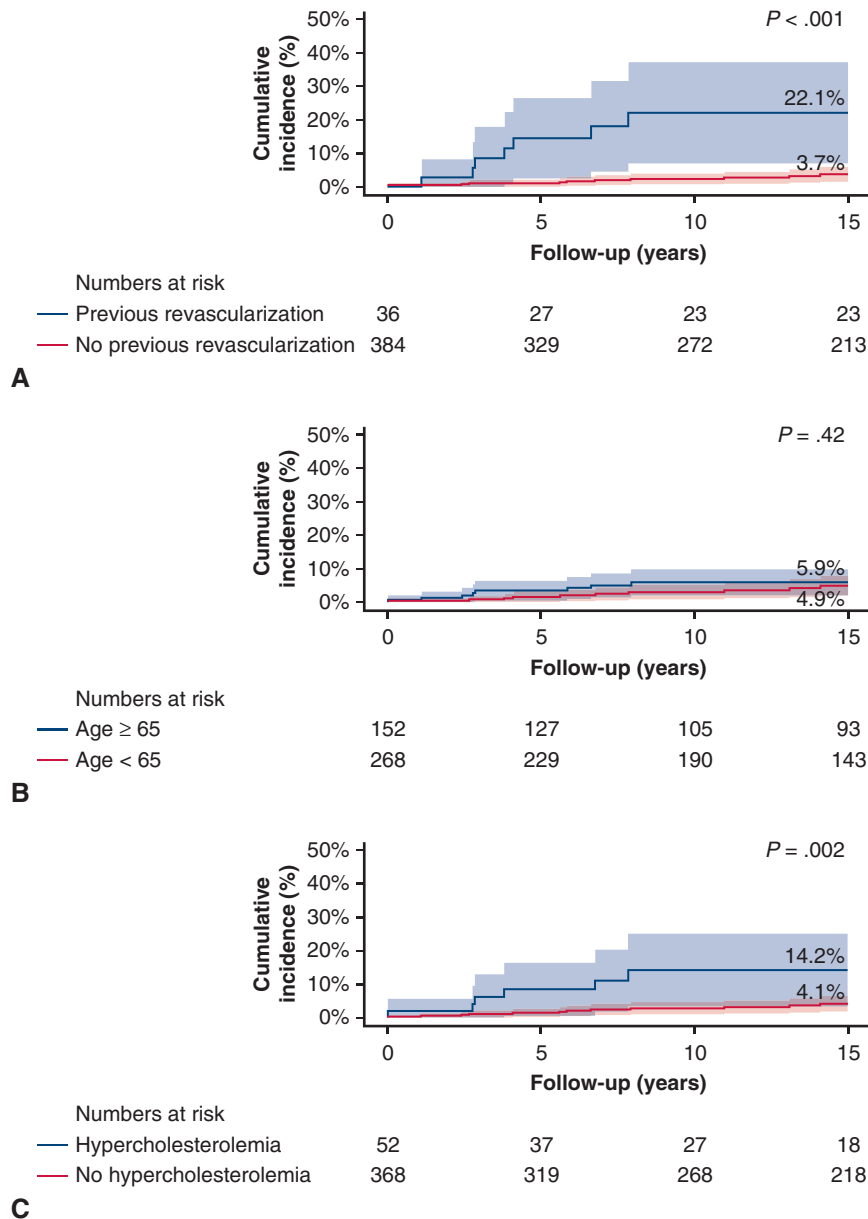 P < .001
50%
40%
30%
20%
10%
0%
Cumulative
incidence (%)
22.1%
3.7%
0 5 10 15
Follow-up (years)
Numbers at risk
Previous revascularization 36 27 23 23
No previous revascularization 384 329 272 213
A
P = .42
50%
40%
30%
20%
10%
0%
Cumulative
incidence (%)
5.9%
4.9%
0 5 10 15
Follow-up (years)
Numbers at risk
Age ≥ 65 152 127 105 93
Age < 65 268 229 190 143
B
P = .002
50%
40%
30%
20%
10%
0%
Cumulative
incidence (%)
14.2%
4.1%
0 5 10 15
Follow-up (years)
Numbers at risk
Hypercholesterolemia 52 37 27 18
No hypercholesterolemia 368 319 268 218
C